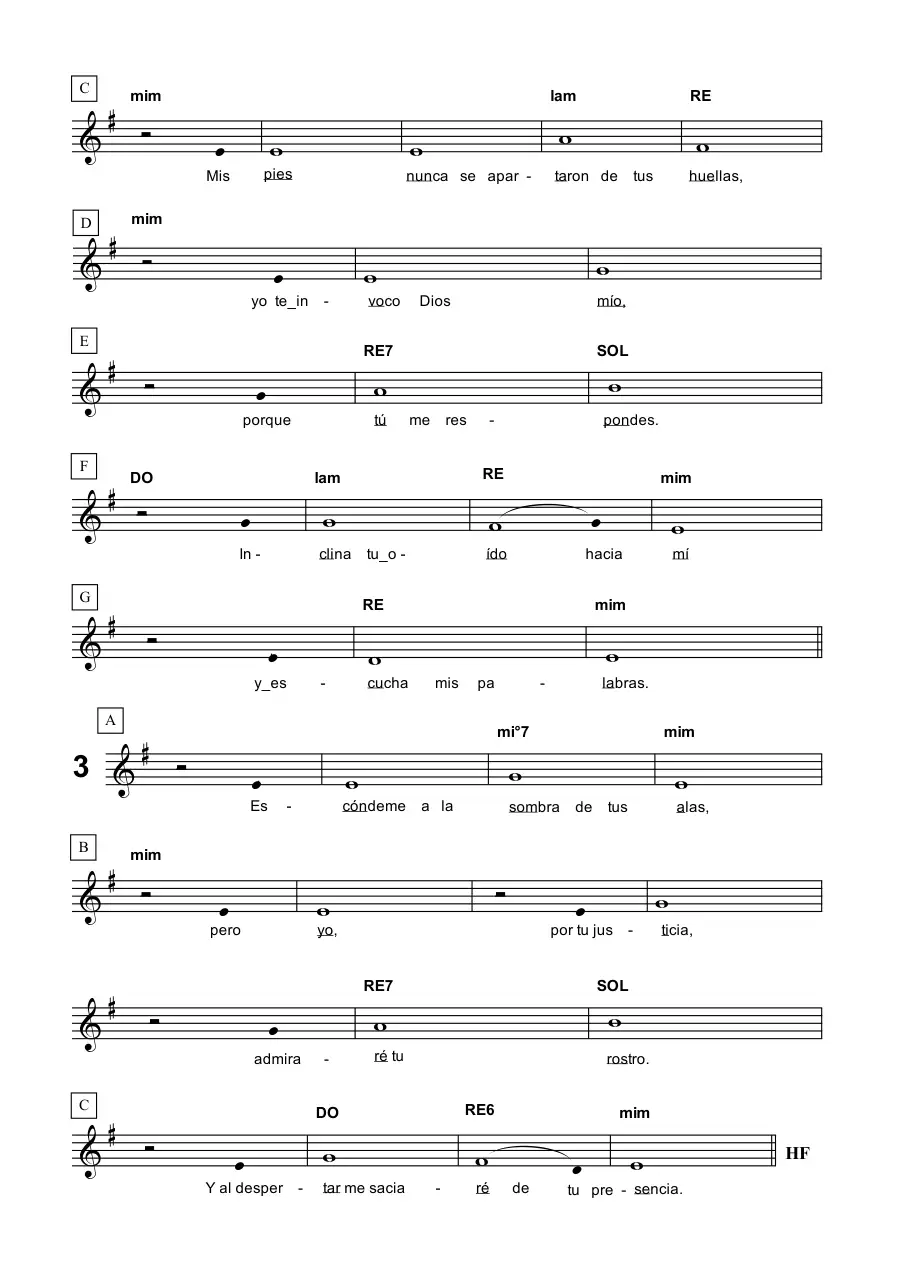 C
mim lam RE
Mis pies nunca se apar - taron de tus huellas,
D
mim
yo te_in - voco Dios mío,
E
RE7 SOL
porque tú me res - pondes.
F
DO lam RE mim
In - clina tu_o - ído hacia mí
G
RE mim
y_es - cucha mis pa - labras.
A
mi°7 mim
3
Es - cóndeme a la sombra de tus alas,
B
mim
pero yo, por tu jus - ticia,
RE7 SOL
admira - ré tu rostro.
C
DO RE6 mim
HF
Y al desper - tar me sacia - ré de tu pre - sencia.